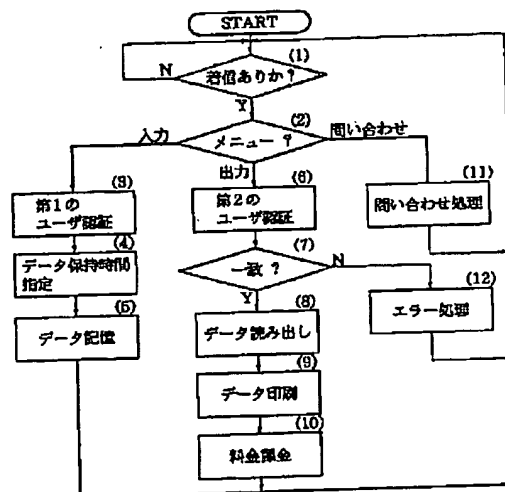 START
(1)
N
着信ありか?
Y
(2)
入力
メニュー ?
問い合わせ
出力
(3)
(6)
(11)
第1の
ユーザ認証
第2の
ユーザ認証
問い合わせ処理
(4)
(7)
データ保持時間
指定
一致 ?
N
(12)
(5)
Y
(8)
エラー処理
データ記憶
データ読み出し
(9)
データ印刷
(10)
料金課金